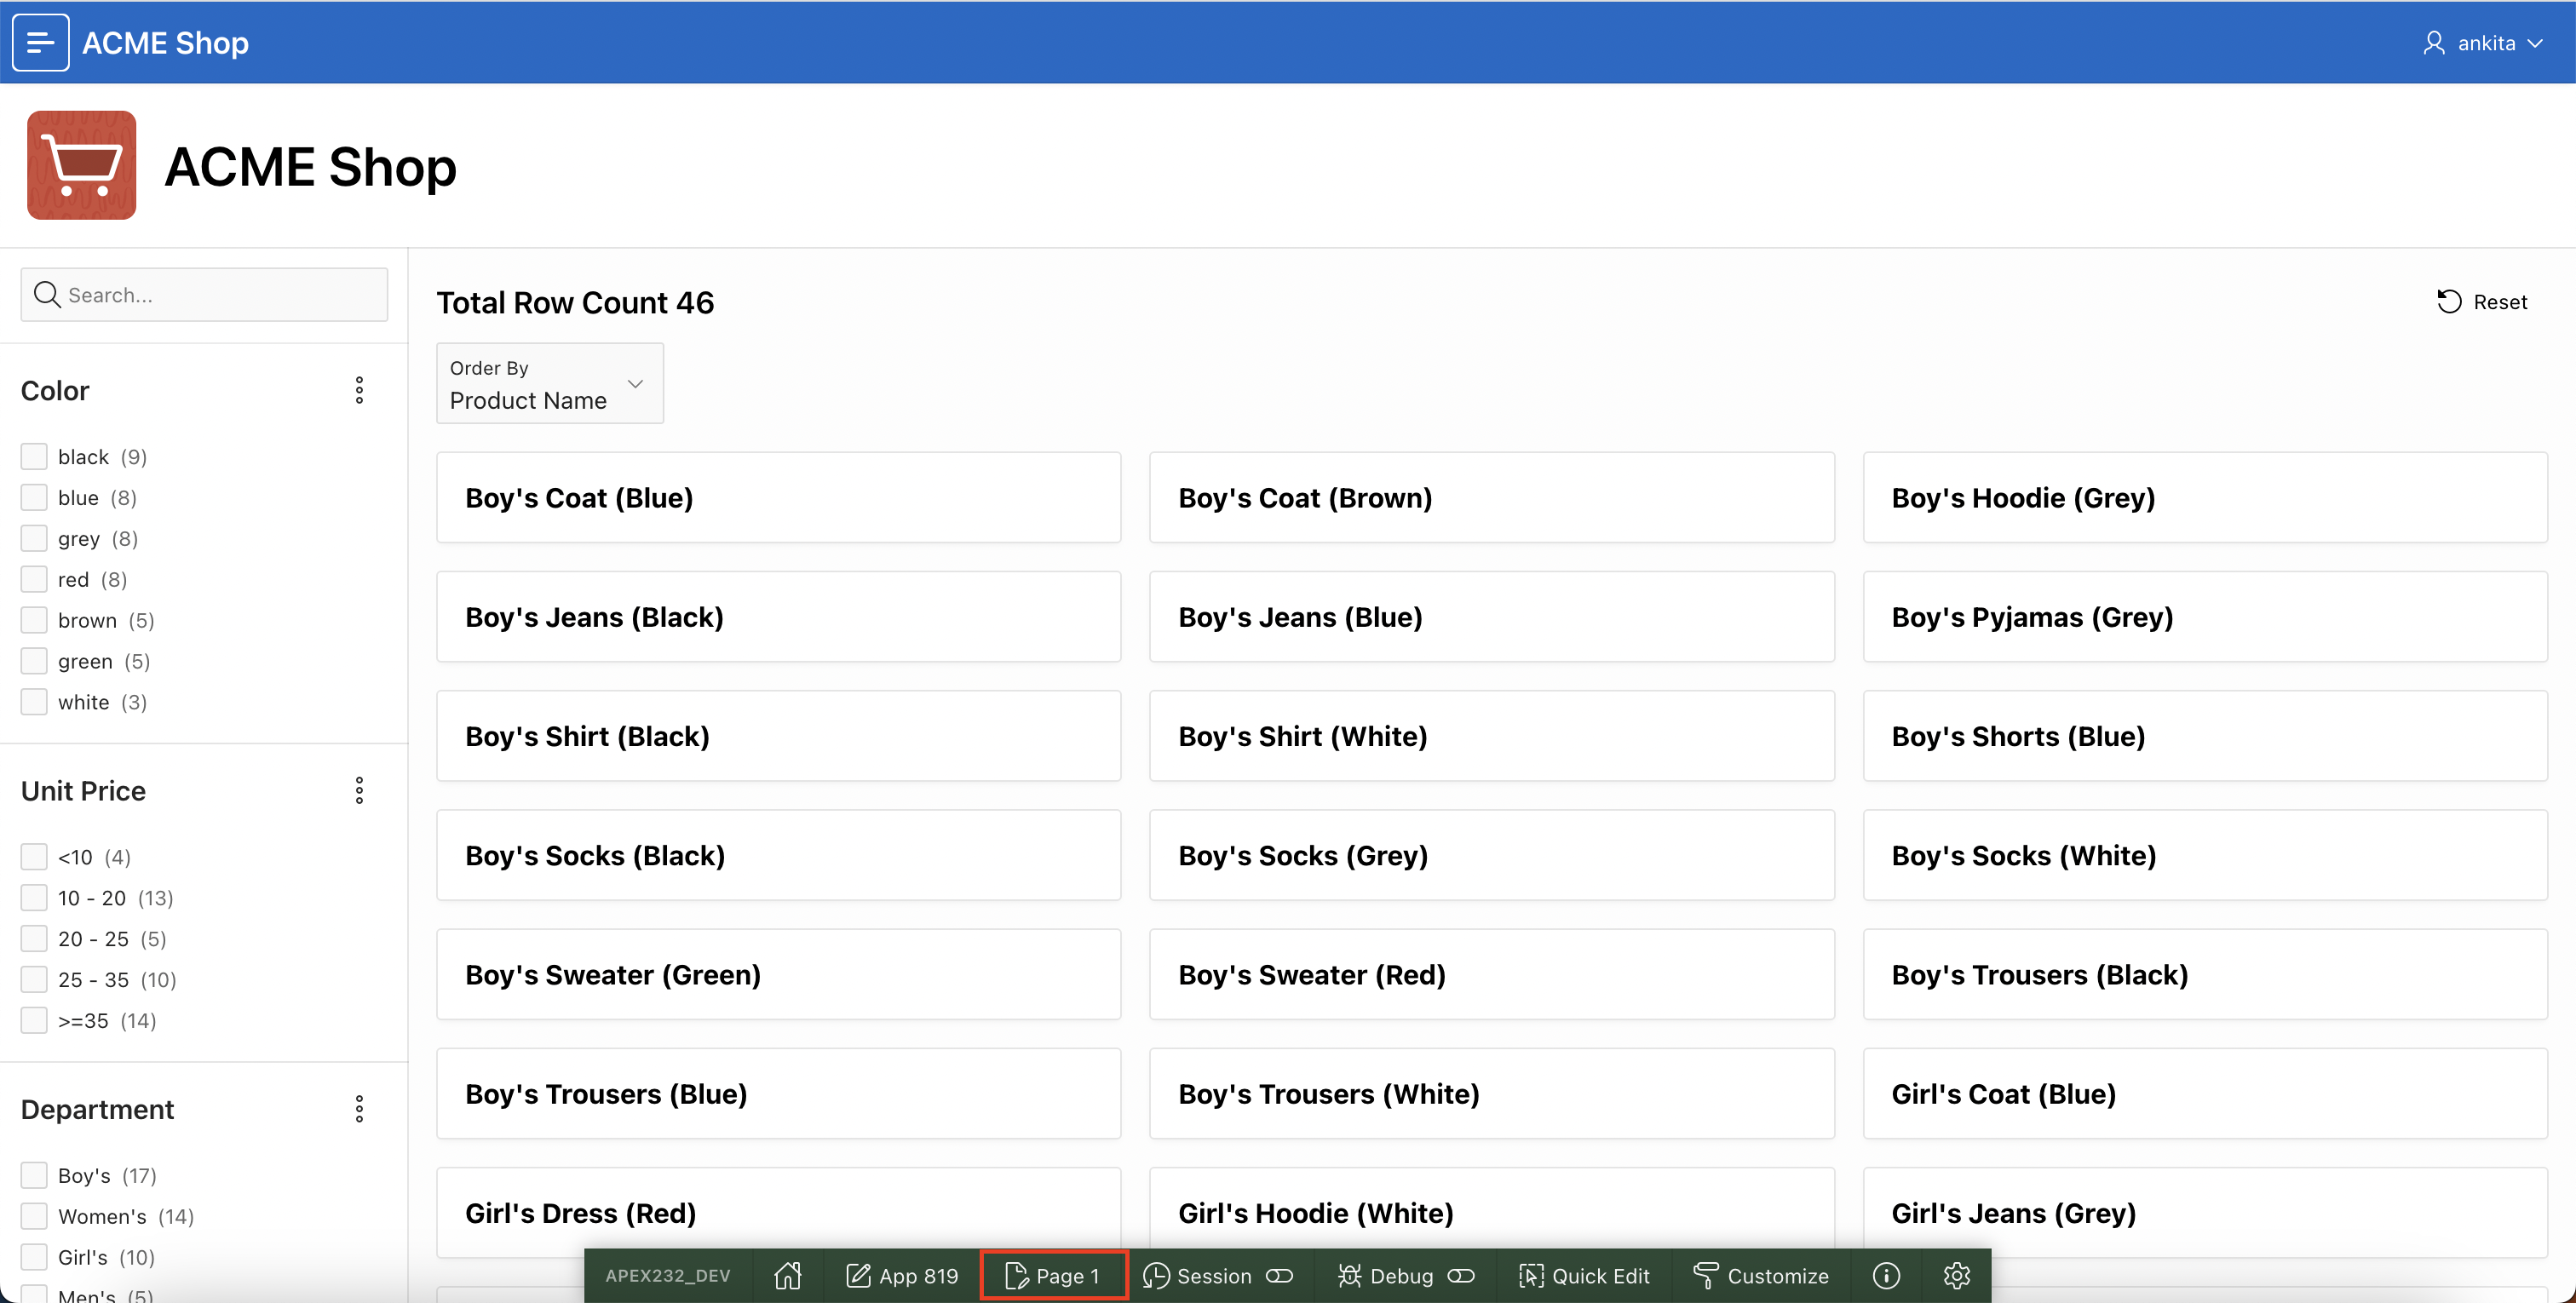 ACME Shop
ankita
ACME Shop
Search...
Color
black (9)
blue (8)
grey (8)
red (8)
brown (5)
green (5)
white (3)
Unit Price
<10 (4)
10 - 20 (13)
20 - 25 (5)
25 - 35 (10)
>=35 (14)
Department
Boy's (17)
Women's (14)
Girl's (10)
Men's (5)
Total Row Count 46
Reset
Order By
Product Name
Boy's Coat (Blue)
Boy's Coat (Brown)
Boy's Hoodie (Grey)
Boy's Jeans (Black)
Boy's Jeans (Blue)
Boy's Pyjamas (Grey)
Boy's Shirt (Black)
Boy's Shirt (White)
Boy's Shorts (Blue)
Boy's Socks (Black)
Boy's Socks (Grey)
Boy's Socks (White)
Boy's Sweater (Green)
Boy's Sweater (Red)
Boy's Trousers (Black)
Boy's Trousers (Blue)
Boy's Trousers (White)
Girl's Coat (Blue)
Girl's Dress (Red)
Girl's Hoodie (White)
Girl's Jeans (Grey)
APEX232_DEV
App 819
Page 1
Session
Debug
Quick Edit
Customize